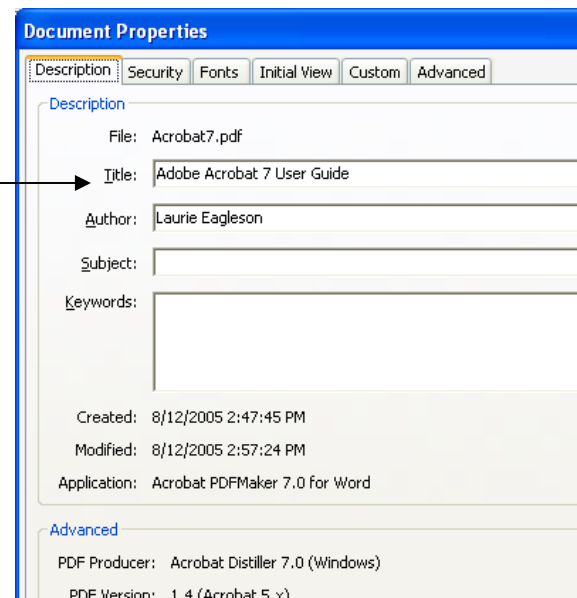 Document Properties
Description Security Fonts Initial View Custom Advanced
Description
File: Acrobat7.pdf
Title: Adobe Acrobat 7 User Guide
Author: Laurie Eagleson
Subject:
Keywords:
Created: 8/12/2005 2:47:45 PM
Modified: 8/12/2005 2:57:24 PM
Application: Acrobat PDFMaker 7.0 for Word
Advanced
PDF Producer: Acrobat Distiller 7.0 (Windows)
PDF Version: 1.4 (Acrobat 5.x)